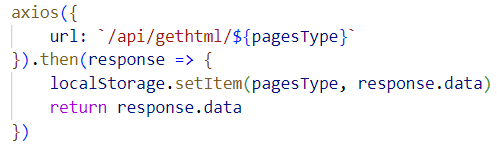 axios({
    url: `/api/gethtml/${pagesType}`
}).then(response => {
    localStorage.setItem(pagesType, response.data)
    return response.data
})